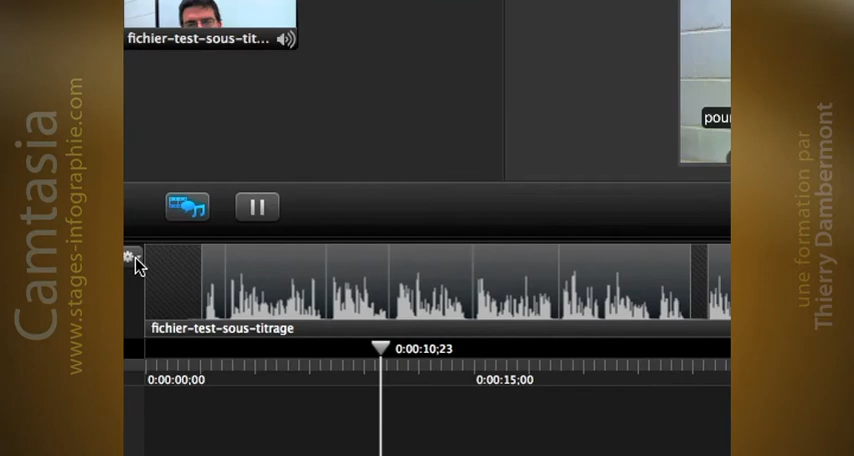 Camtasia
www.stages-infographie.com
fichier-test-sous-tit...
pour
fichier-test-sous-titrage
0:00:10;23
0:00:00;00
0:00:15;00
une formation par
Thierry Dambermont